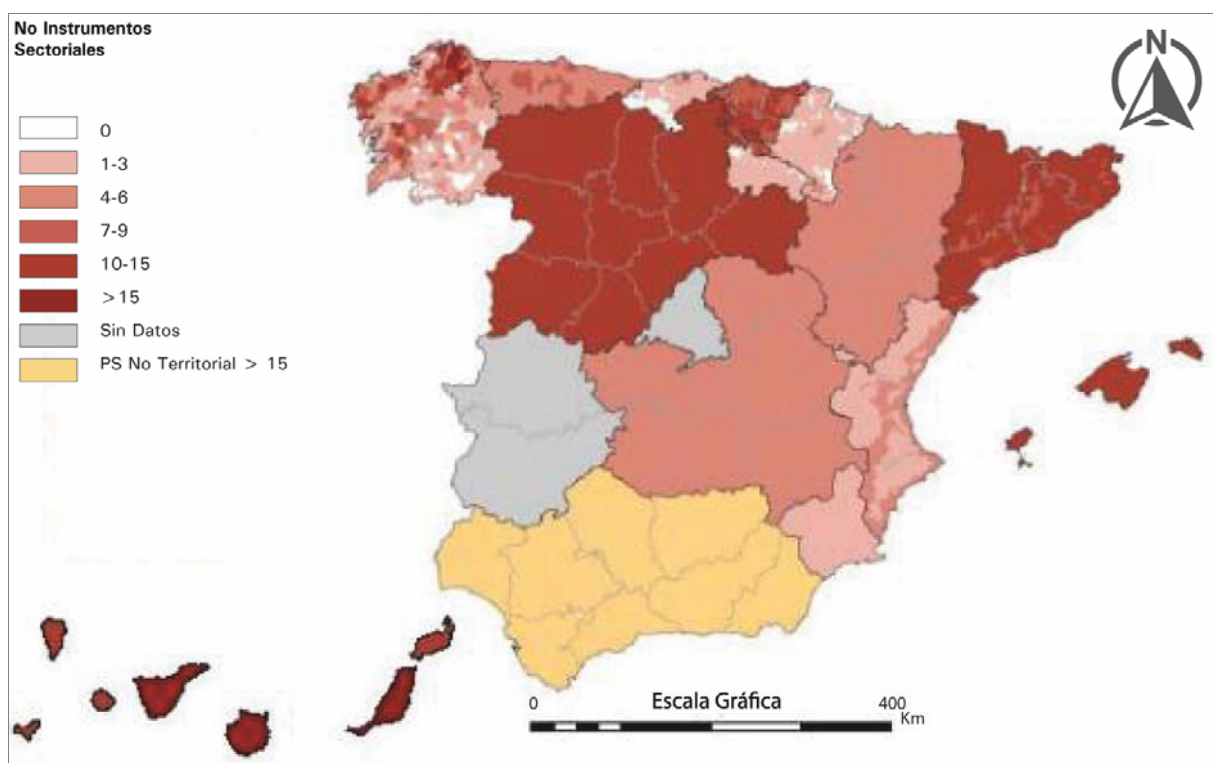 No Instrumentos
Sectoriales
N
0
1-3
4-6
7-9
10-15
>15
Sin Datos
PS No Territorial > 15
0 Escala Gráfica 400
Km